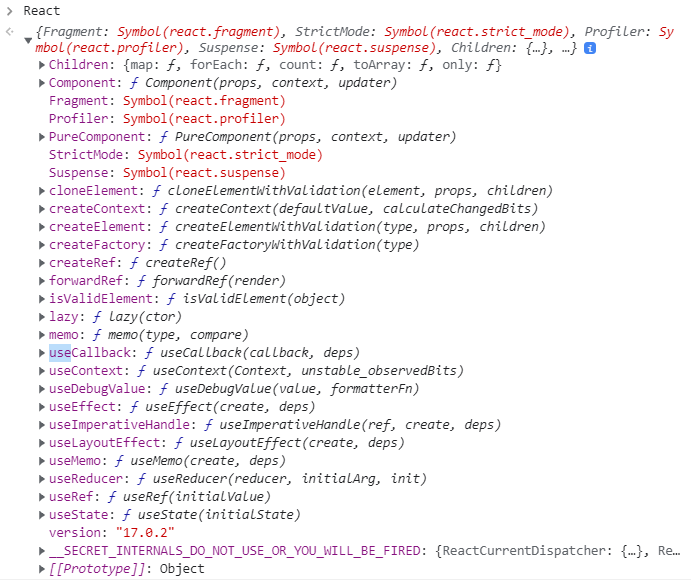 > React
{Fragment: Symbol(react.fragment), StrictMode: Symbol(react.strict_mode), Profiler: Sy
mbol(react.profiler), Suspense: Symbol(react.suspense), Children: {…}, …} i
Children: {map: ƒ, forEach: ƒ, count: ƒ, toArray: ƒ, only: ƒ}
Component: ƒ Component(props, context, updater)
Fragment: Symbol(react.fragment)
Profiler: Symbol(react.profiler)
PureComponent: ƒ PureComponent(props, context, updater)
StrictMode: Symbol(react.strict_mode)
Suspense: Symbol(react.suspense)
cloneElement: ƒ cloneElementWithValidation(element, props, children)
createContext: ƒ createContext(defaultValue, calculateChangedBits)
createElement: ƒ createElementWithValidation(type, props, children)
createFactory: ƒ createFactoryWithValidation(type)
createRef: ƒ createRef()
forwardRef: ƒ forwardRef(render)
isValidElement: ƒ isValidElement(object)
lazy: ƒ lazy(ctor)
memo: ƒ memo(type, compare)
useCallback: ƒ useCallback(callback, deps)
useContext: ƒ useContext(Context, unstable_observedBits)
useDebugValue: ƒ useDebugValue(value, formatterFn)
useEffect: ƒ useEffect(create, deps)
useImperativeHandle: ƒ useImperativeHandle(ref, create, deps)
useLayoutEffect: ƒ useLayoutEffect(create, deps)
useMemo: ƒ useMemo(create, deps)
useReducer: ƒ useReducer(reducer, initialArg, init)
useRef: ƒ useRef(initialValue)
useState: ƒ useState(initialState)
version: "17.0.2"
__SECRET_INTERNALS_DO_NOT_USE_OR_YOU_WILL_BE_FIRED: {ReactCurrentDispatcher: {…}, Re…
[[Prototype]]: Object